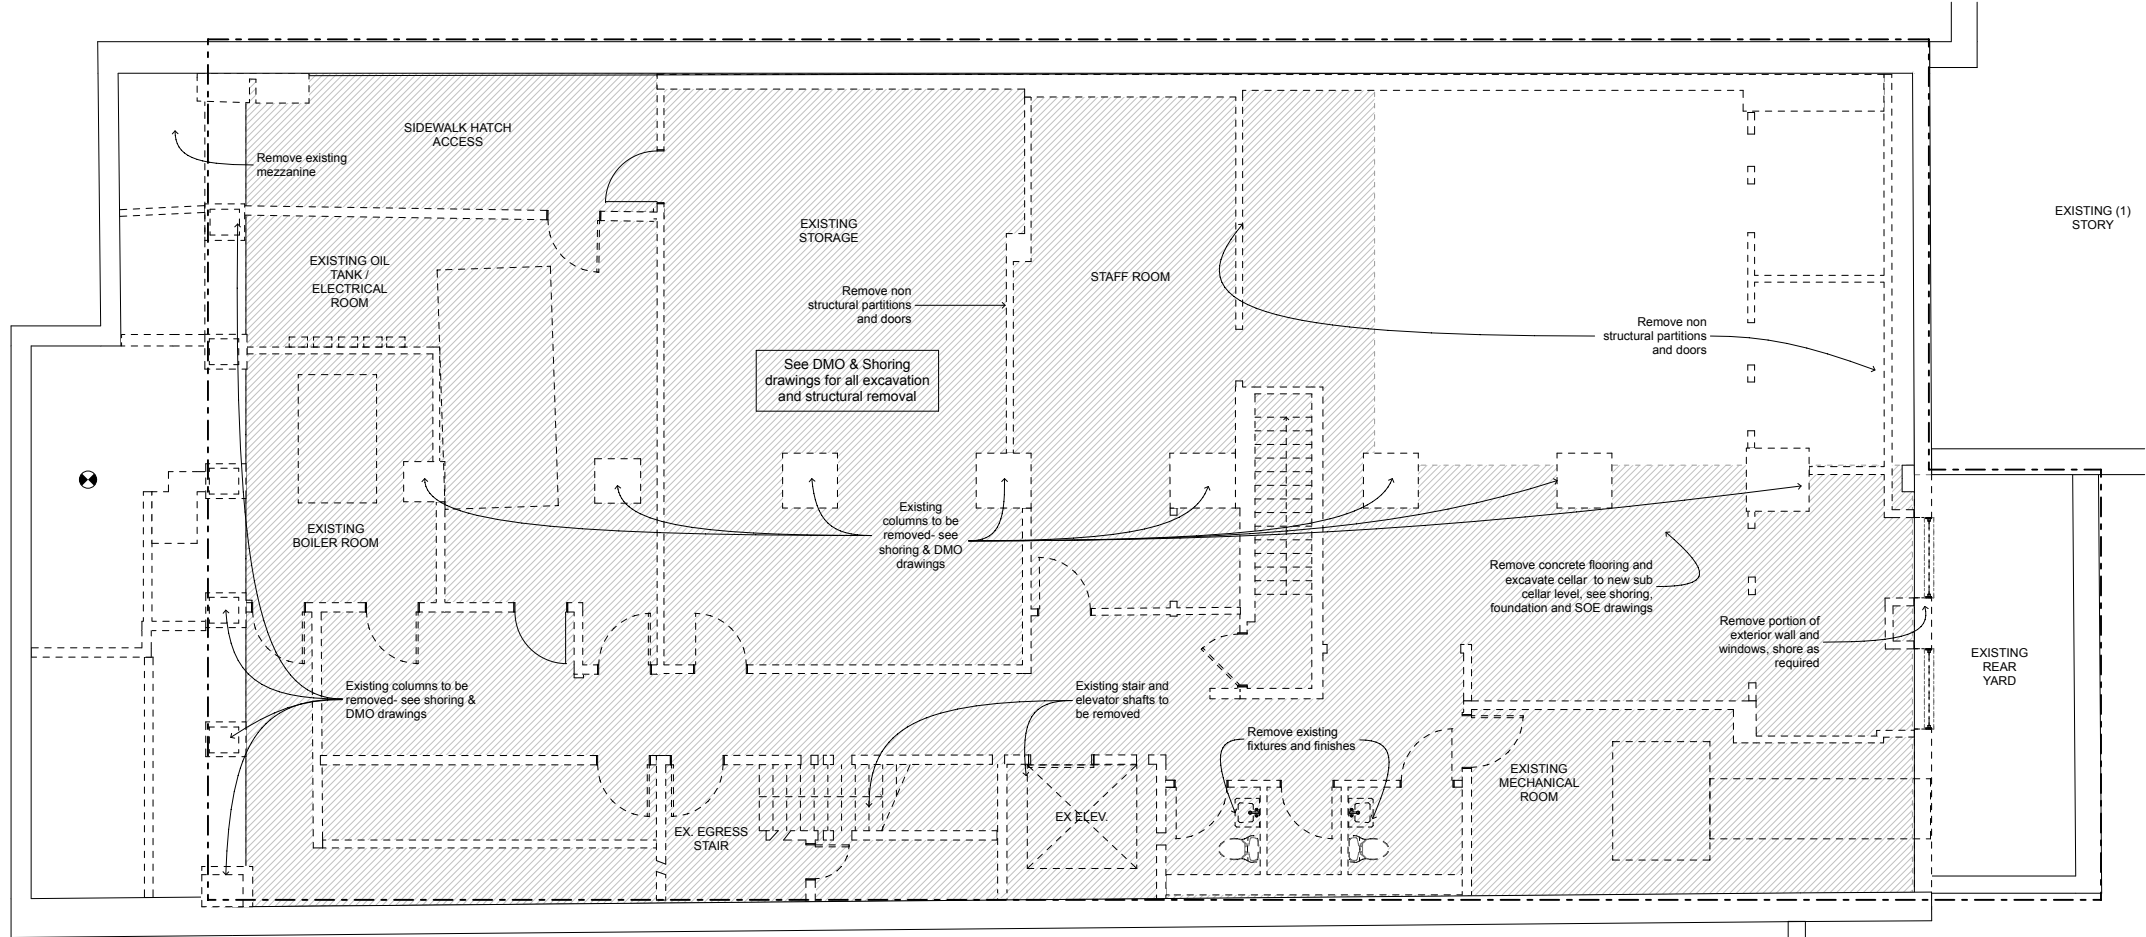 SIDEWALK HATCH
ACCESS
Remove existing
mezzanine
EXISTING
STORAGE
EXISTING (1)
STORY
EXISTING OIL
TANK /
ELECTRICAL
ROOM
STAFF ROOM
Remove non
structural partitions
and doors
Remove non
structural partitions
and doors
See DMO & Shoring
drawings for all excavation
and structural removal
EXISTING
BOILER ROOM
Existing
columns to be
removed- see
shoring & DMO
drawings
Remove concrete flooring and
excavate cellar to new sub
cellar level, see shoring,
foundation and SOE drawings
Remove portion of
exterior wall and
windows, shore as
required
EXISTING
REAR
YARD
Existing columns to be
removed- see shoring &
DMO drawings
Existing stair and
elevator shafts to
be removed
Remove existing
fixtures and finishes
EXISTING
MECHANICAL
ROOM
EX. EGRESS
STAIR
EX ELEV.